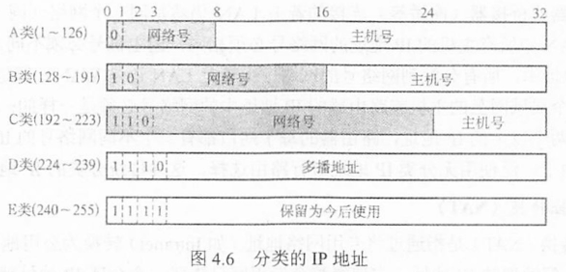 0 1 2 3 8 16 24 32
A类(1~126) 0 网络号 主机号
B类(128~191) 1 0 网络号 主机号
C类(192~223) 1 1 0 网络号 主机号
D类(224~239) 1 1 1 0 多播地址
E类(240~255) 1 1 1 1 保留为今后使用
图 4.6 分类的 IP 地址